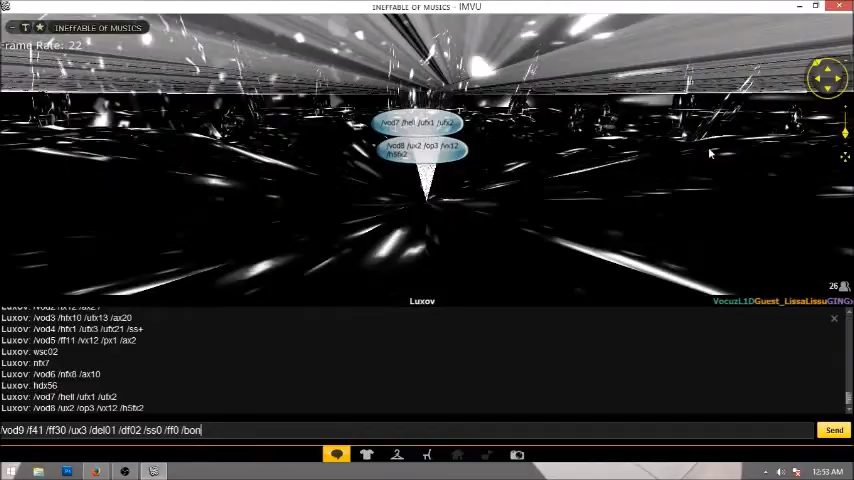 INEFFABLE OF MUSICS - IMVU
T INEFFABLE OF MUSICS
rame Rate: 22
/vod7 /hell /ufx1 /ufx2
/vod8 /ux2 /op3 /vx12
/h5fx2
26
Luxov
VocuzL1DGuest_LissaLissuGINGx
Luxov: /vod3 /hfx10 /ufx13 /ax20
Luxov: /vod4 /hfx1 /ufx3 /ufx21 /ss+
Luxov: /vod5 /ff11 /vx12 /px1 /ax2
Luxov: wsc02
Luxov: nfx7
Luxov: /vod6 /nfx8 /ax10
Luxov: hdx56
Luxov: /vod7 /hell /ufx1 /ufx2
Luxov: /vod8 /ux2 /op3 /vx12 /h5fx2
/vod9 /f41 /ff30 /ux3 /del01 /df02 /ss0 /ff0 /bon
Send
12:53 AM